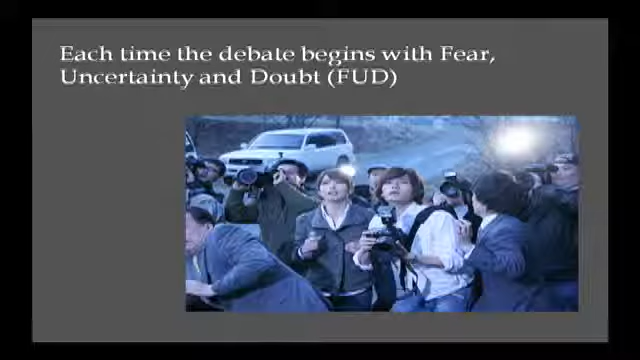 Each time the debate begins with Fear,
Uncertainty and Doubt (FUD)